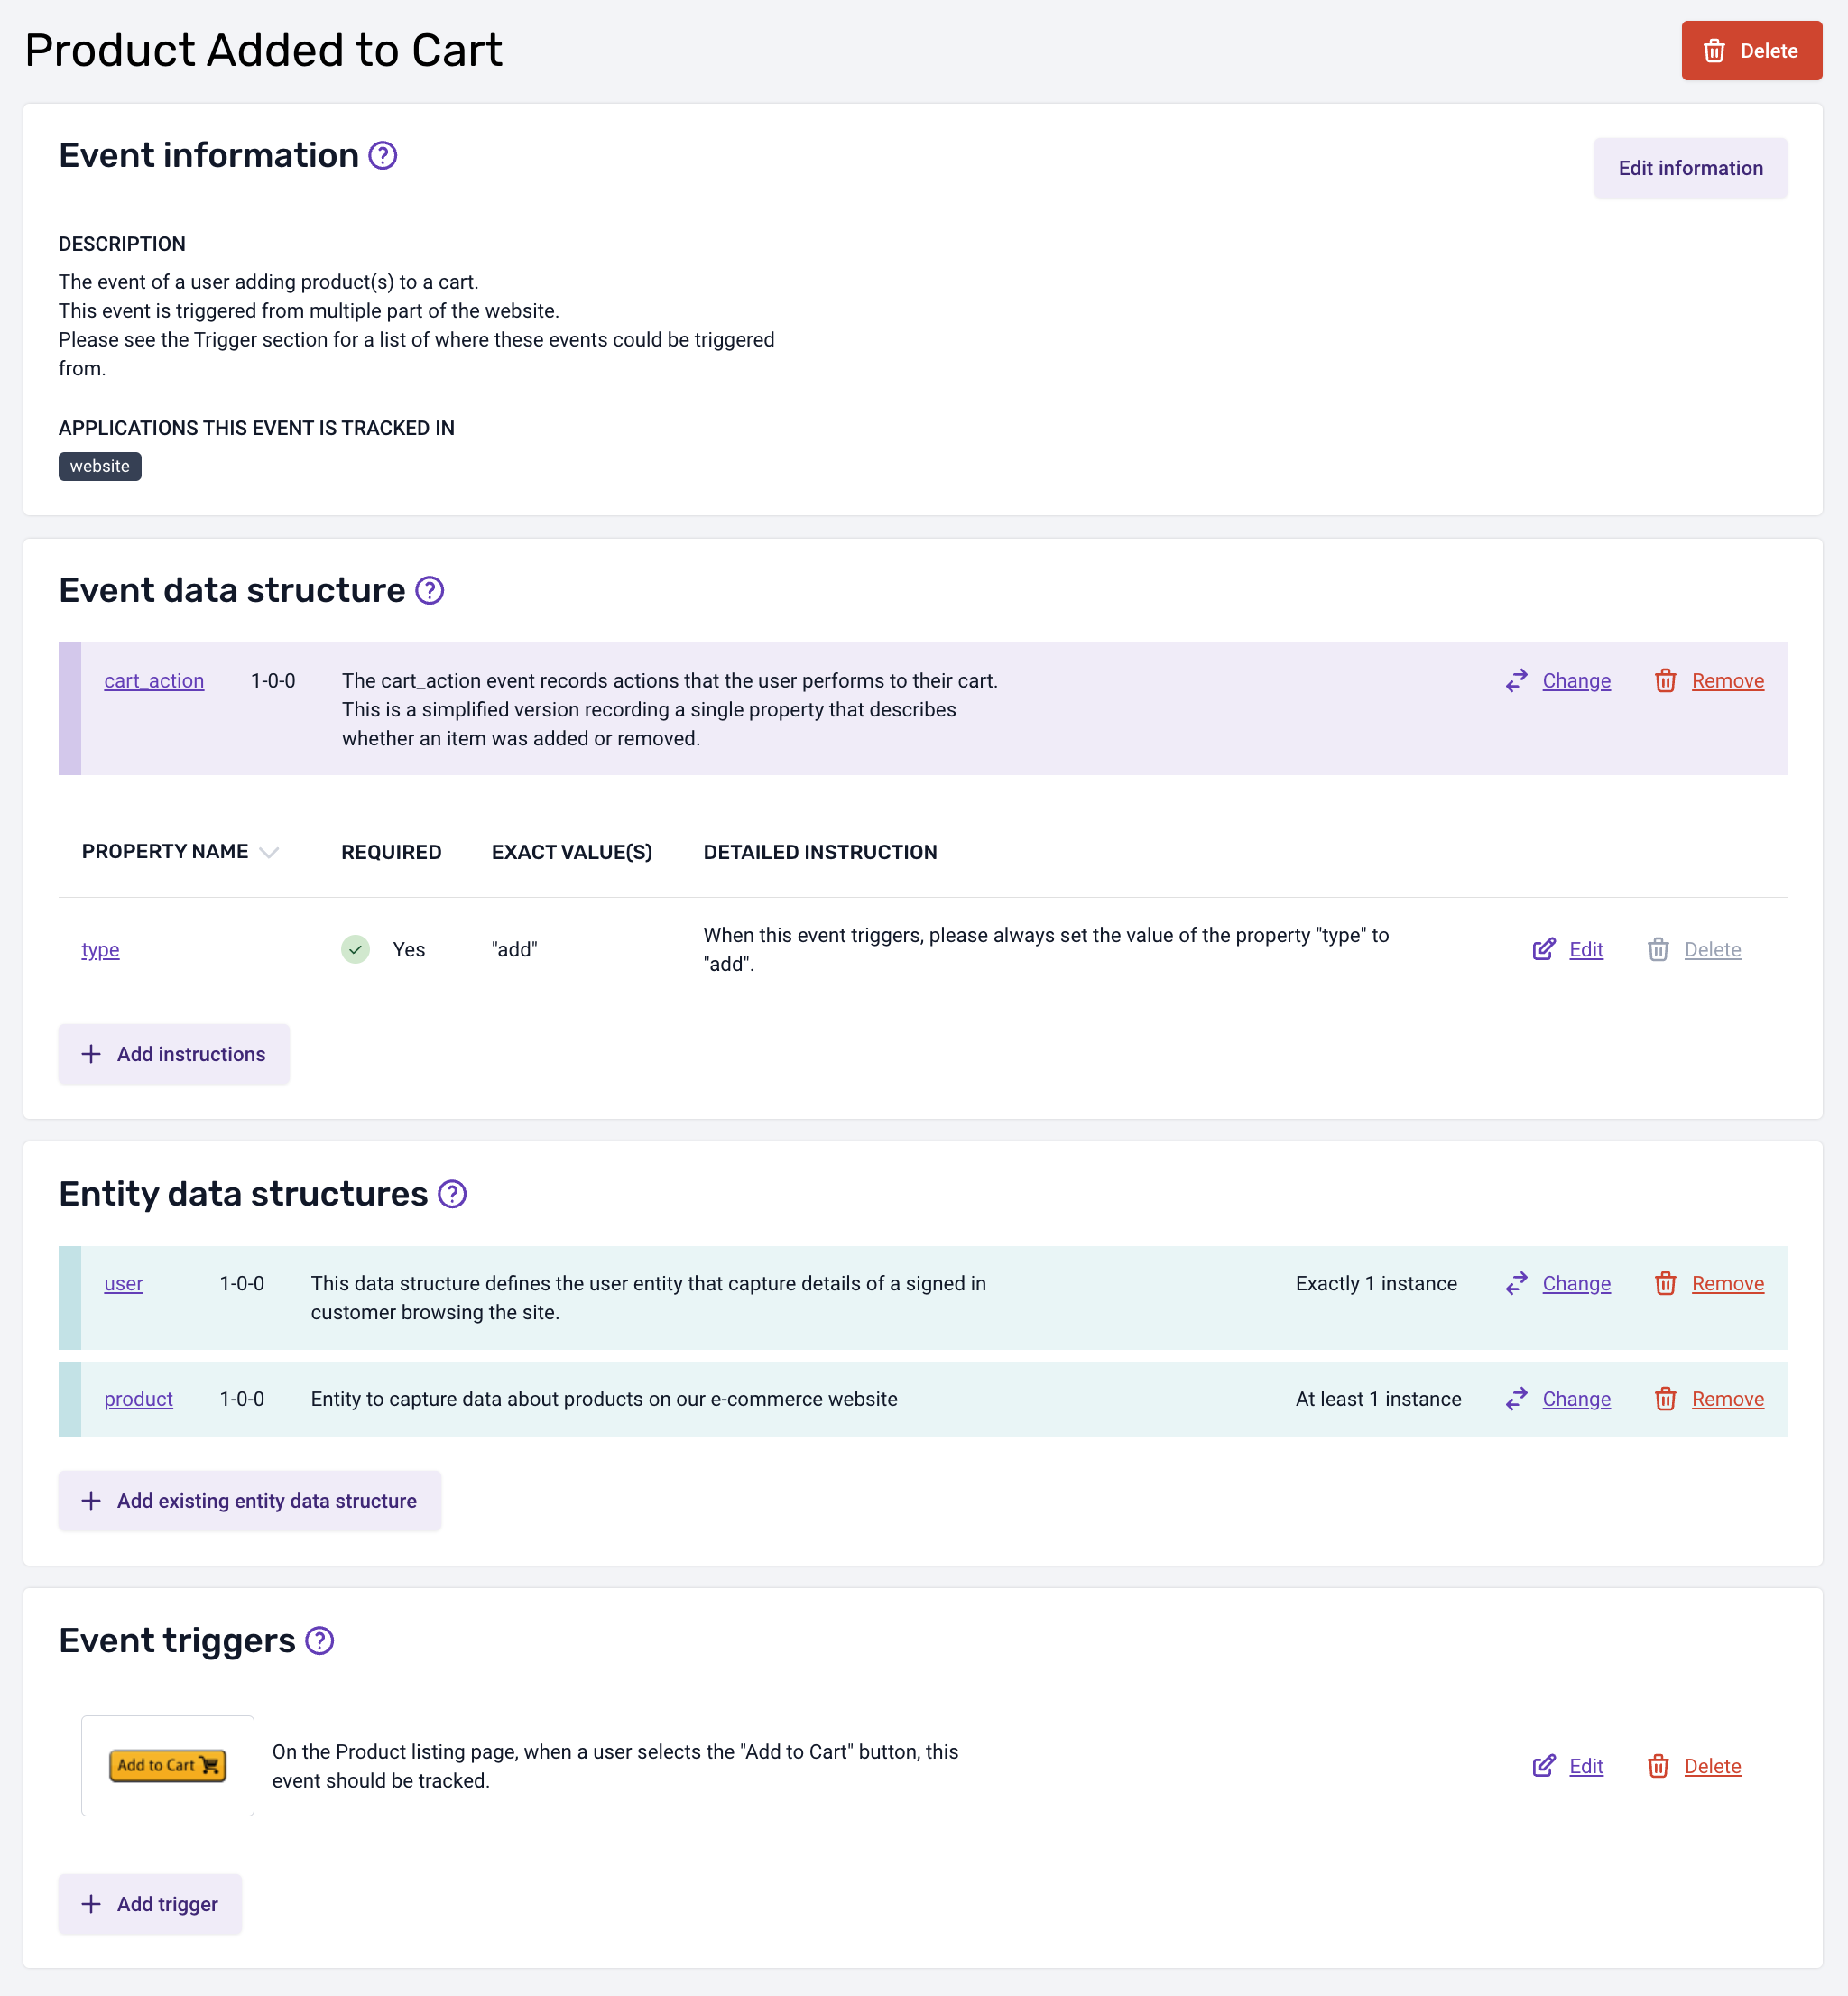 Product Added to Cart
Delete
Event information
Edit information
DESCRIPTION
The event of a user adding product(s) to a cart.
This event is triggered from multiple part of the website.
Please see the Trigger section for a list of where these events could be triggered
from.
APPLICATIONS THIS EVENT IS TRACKED IN
website
Event data structure
cart_action 1-0-0 The cart_action event records actions that the user performs to their cart. Change Remove
This is a simplified version recording a single property that describes
whether an item was added or removed.
PROPERTY NAME REQUIRED EXACT VALUE(S) DETAILED INSTRUCTION
type Yes "add" When this event triggers, please always set the value of the property "type" to
"add".
Edit Delete
Add instructions
Entity data structures
user 1-0-0 This data structure defines the user entity that capture details of a signed in
customer browsing the site.
Exactly 1 instance Change Remove
product 1-0-0 Entity to capture data about products on our e-commerce website At least 1 instance Change Remove
Add existing entity data structure
Event triggers
Add to Cart
On the Product listing page, when a user selects the "Add to Cart" button, this
event should be tracked.
Edit Delete
Add trigger